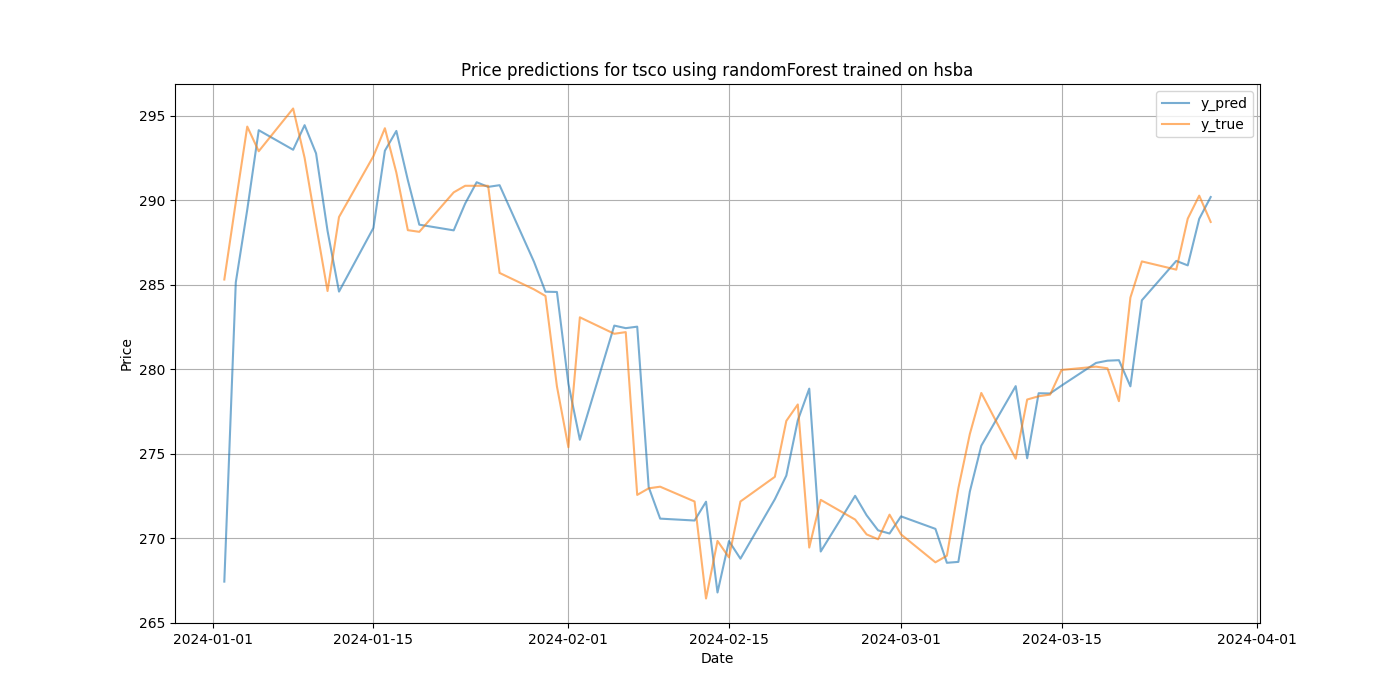 Price predictions for tsco using randomForest trained on hsba
y_pred
y_true
295
290
285
280
275
270
265
Price
2024-01-01 2024-01-15 2024-02-01 2024-02-15 2024-03-01 2024-03-15 2024-04-01
Date